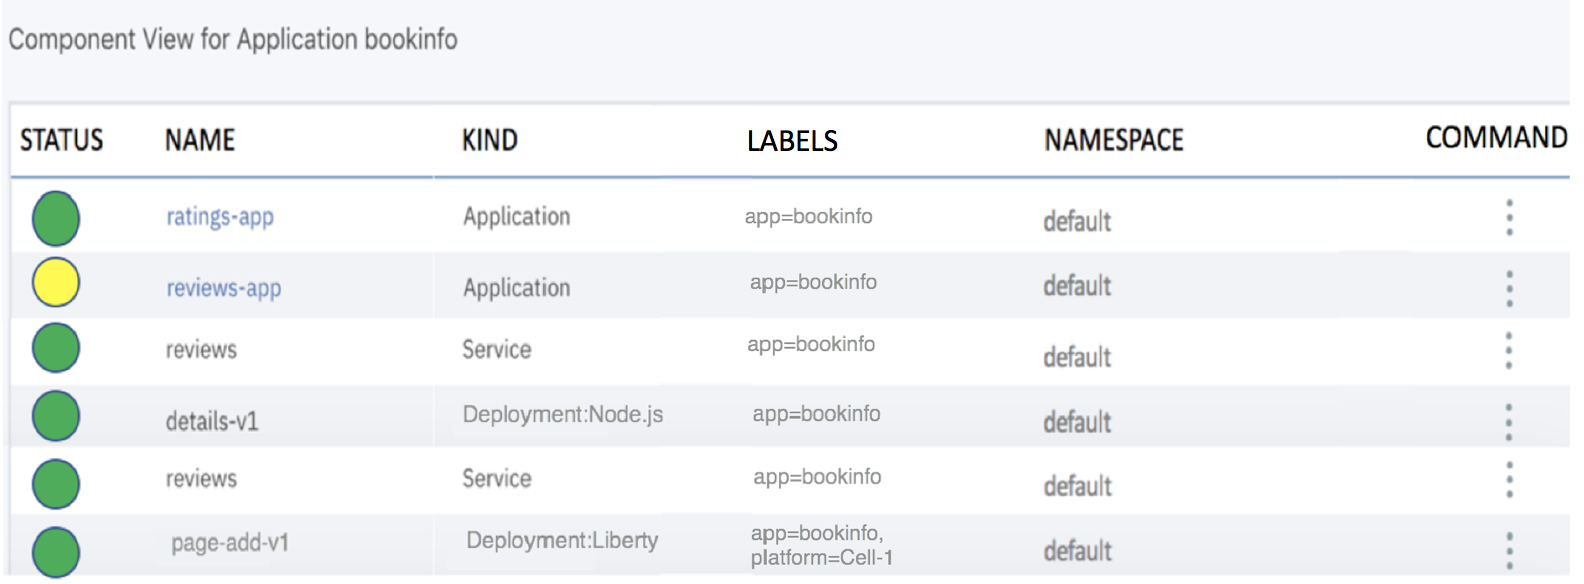 Component View for Application bookinfo
STATUS NAME KIND LABELS NAMESPACE COMMAND
ratings-app Application app=bookinfo default
reviews-app Application app=bookinfo default
reviews Service app=bookinfo default
details-v1 Deployment:Node.js app=bookinfo default
reviews Service app=bookinfo default
page-add-v1 Deployment:Liberty app=bookinfo, default
platform=Cell-1